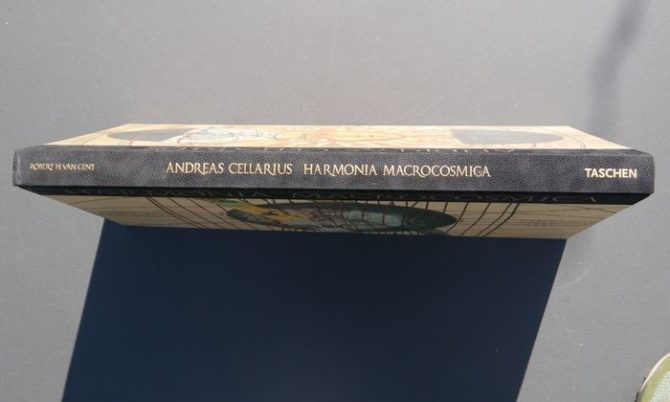 ROBERT H. VAN GENT ANDREAS CELLARIUS HARMONIA MACROCOSMICA TASCHEN